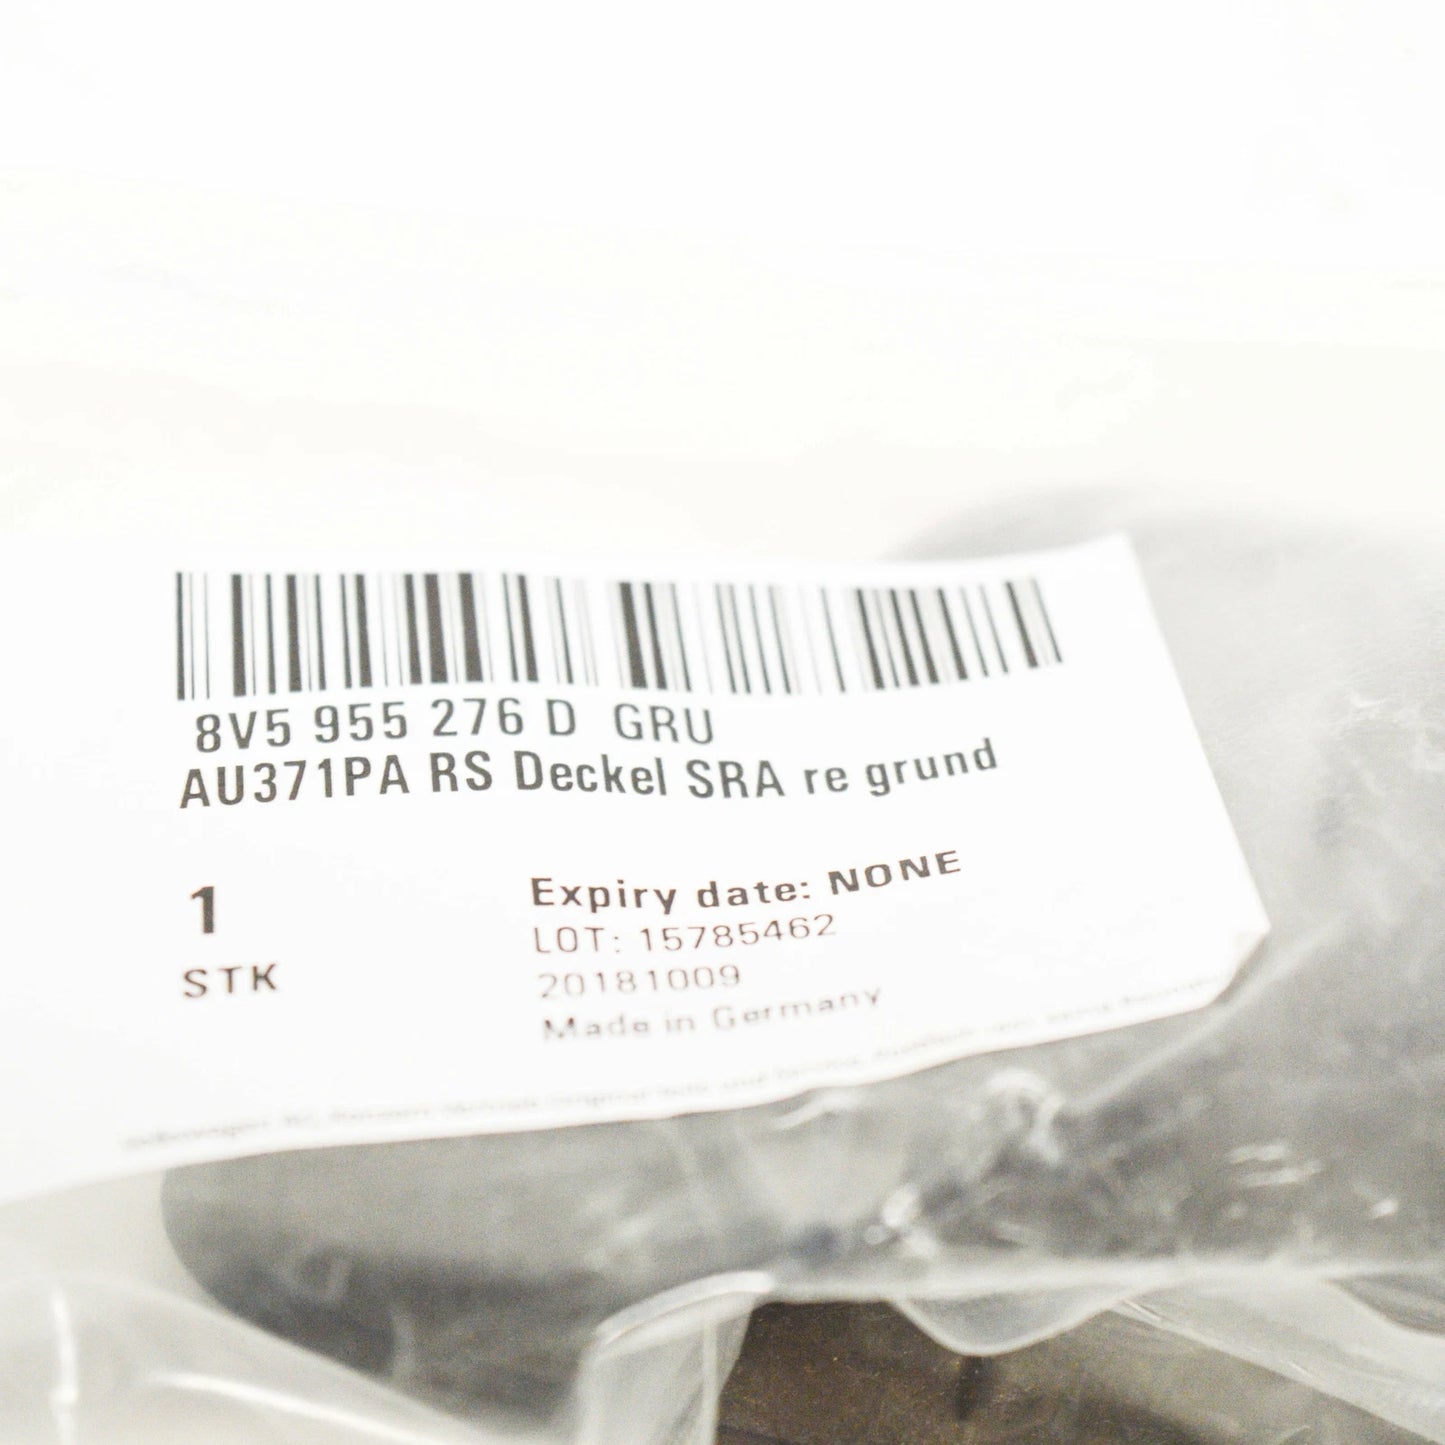 8V5 955 276 D GRU
AU371PA RS Deckel SRA re grund
1
STK
Expiry date: NONE
LOT: 15785462
20181009
Made in Germany